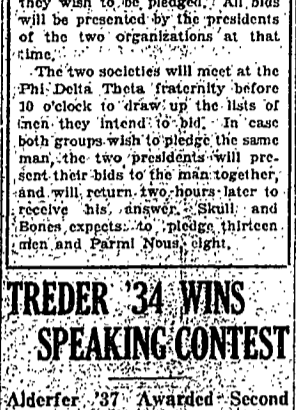 they wish to be pledged. All bids
will be presented by the presidents
of the two organizations at that
time.
The two societies will meet at the
Phi Delta Theta fraternity before
10 o'clock to draw up the lists of
men they intend to bid. In case
both groups wish to pledge the same
man, the two presidents will pre-
sent their bids to the man together,
and will return two hours later to
receive his answer. Skull and
Bones expects to pledge thirteen
men and Parmi Nous, eight.
TREDER '34 WINS
SPEAKING CONTEST
Alderfer '37 Awarded Second